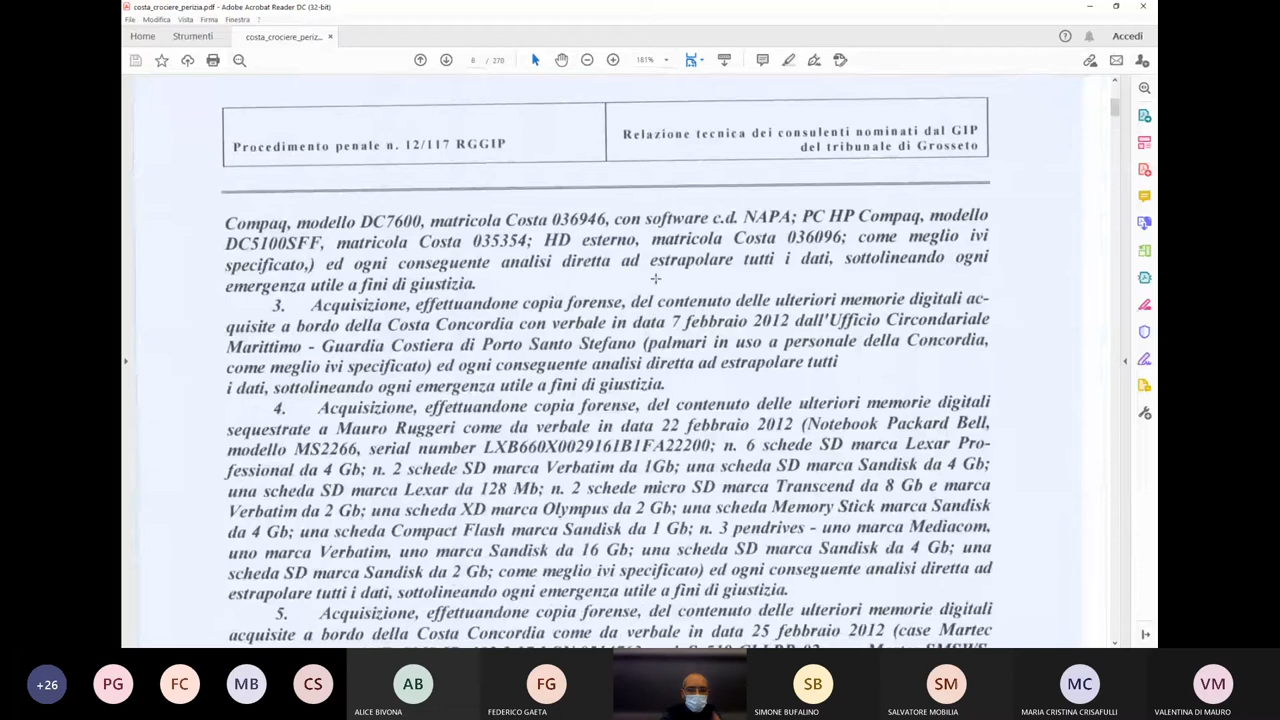 costa_crociere_perizia.pdf - Adobe Acrobat Reader DC (32-bit)
File Modifica Vista Firma Finestra ?
Home Strumenti costa_crociere_periz... × Accedi
8 / 270 181%
Procedimento penale n. 12/117 RGGIP
Relazione tecnica dei consulenti nominati dal GIP
del tribunale di Grosseto
Compaq, modello DC7600, matricola Costa 036946, con software c.d. NAPA; PC HP Compaq, modello
DC5100SFF, matricola Costa 035354; HD esterno, matricola Costa 036096; come meglio ivi
specificato,) ed ogni conseguente analisi diretta ad estrapolare tutti i dati, sottolineando ogni
emergenza utile a fini di giustizia.
3. Acquisizione, effettuandone copia forense, del contenuto delle ulteriori memorie digitali ac-
quisite a bordo della Costa Concordia con verbale in data 7 febbraio 2012 dall'Ufficio Circondariale
Marittimo - Guardia Costiera di Porto Santo Stefano (palmari in uso a personale della Concordia,
come meglio ivi specificato) ed ogni conseguente analisi diretta ad estrapolare tutti
i dati, sottolineando ogni emergenza utile a fini di giustizia.
4. Acquisizione, effettuandone copia forense, del contenuto delle ulteriori memorie digitali
sequestrate a Mauro Ruggeri come da verbale in data 22 febbraio 2012 (Notebook Packard Bell,
modello MS2266, serial number LXB660X0029161B1FA22200; n. 6 schede SD marca Lexar Pro-
fessional da 4 Gb; n. 2 schede SD marca Verbatim da 1Gb; una scheda SD marca Sandisk da 4 Gb;
una scheda SD marca Lexar da 128 Mb; n. 2 schede micro SD marca Transcend da 8 Gb e marca
Verbatim da 2 Gb; una scheda XD marca Olympus da 2 Gb; una scheda Memory Stick marca Sandisk
da 4 Gb; una scheda Compact Flash marca Sandisk da 1 Gb; n. 3 pendrives - uno marca Mediacom,
uno marca Verbatim, uno marca Sandisk da 16 Gb; una scheda SD marca Sandisk da 4 Gb; una
scheda SD marca Sandisk da 2 Gb; come meglio ivi specificato) ed ogni conseguente analisi diretta ad
estrapolare tutti i dati, sottolineando ogni emergenza utile a fini di giustizia.
5. Acquisizione, effettuandone copia forense, del contenuto delle ulteriori memorie digitali
acquisite a bordo della Costa Concordia come da verbale in data 25 febbraio 2012 (case Martec
+26 PG FC MB CS AB FG SB SM MC VM
ALICE BIVONA FEDERICO GAETA SIMONE BUFALINO SALVATORE MOBILIA MARIA CRISTINA CRISAFULLI VALENTINA DI MAURO